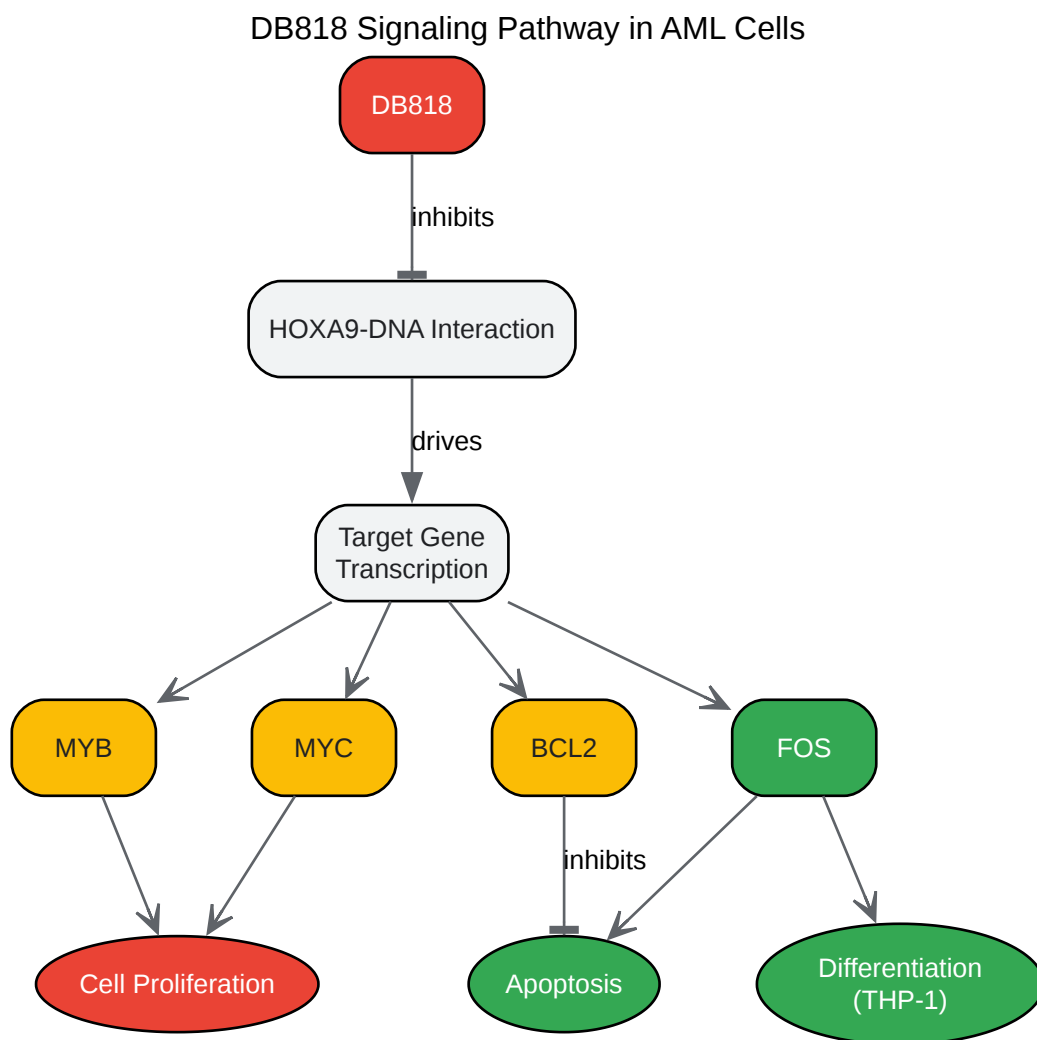 DB818 Signaling Pathway in AML Cells
DB818
inhibits
HOXA9-DNA Interaction
drives
Target Gene
Transcription
MYB
MYC
BCL2
FOS
inhibits
Cell Proliferation
Apoptosis
Differentiation
(THP-1)